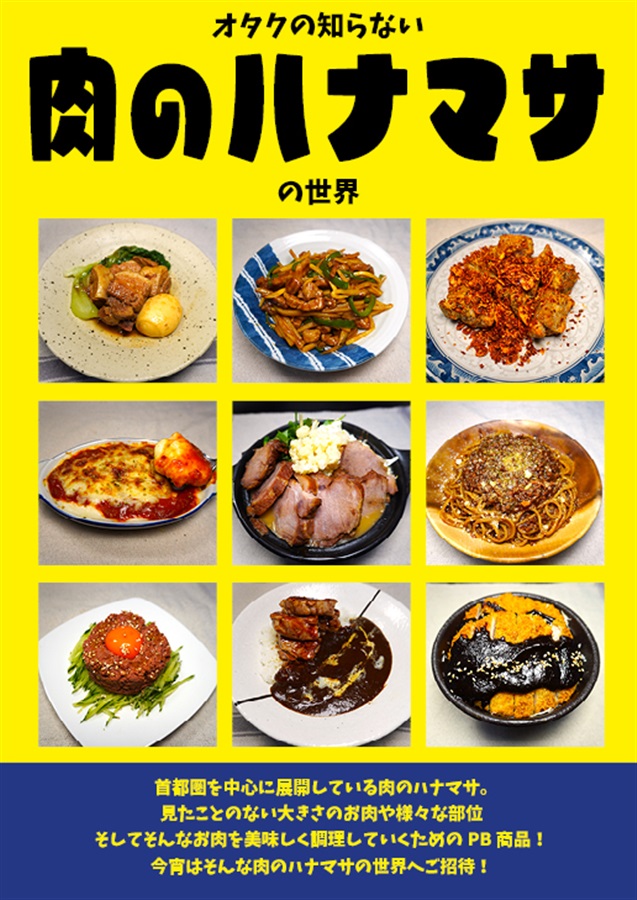 オタクの知らない
肉のハナマサ
の世界
首都圏を中心に展開している肉のハナマサ。
見たことのない大きさのお肉や様々な部位
そしてそんなお肉を美味しく調理していくための PB 商品！
今宵はそんな肉のハナマサの世界へご招待！